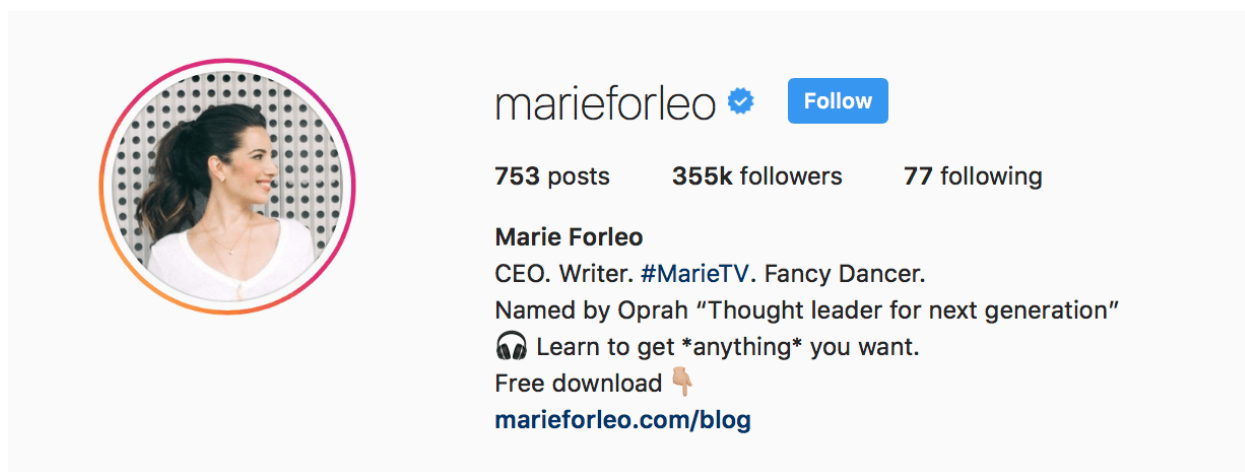 marieforleo Follow
753 posts 355k followers 77 following
Marie Forleo
CEO. Writer. #MarieTV. Fancy Dancer.
Named by Oprah “Thought leader for next generation”
🎧 Learn to get *anything* you want.
Free download 👇🏼
marieforleo.com/blog